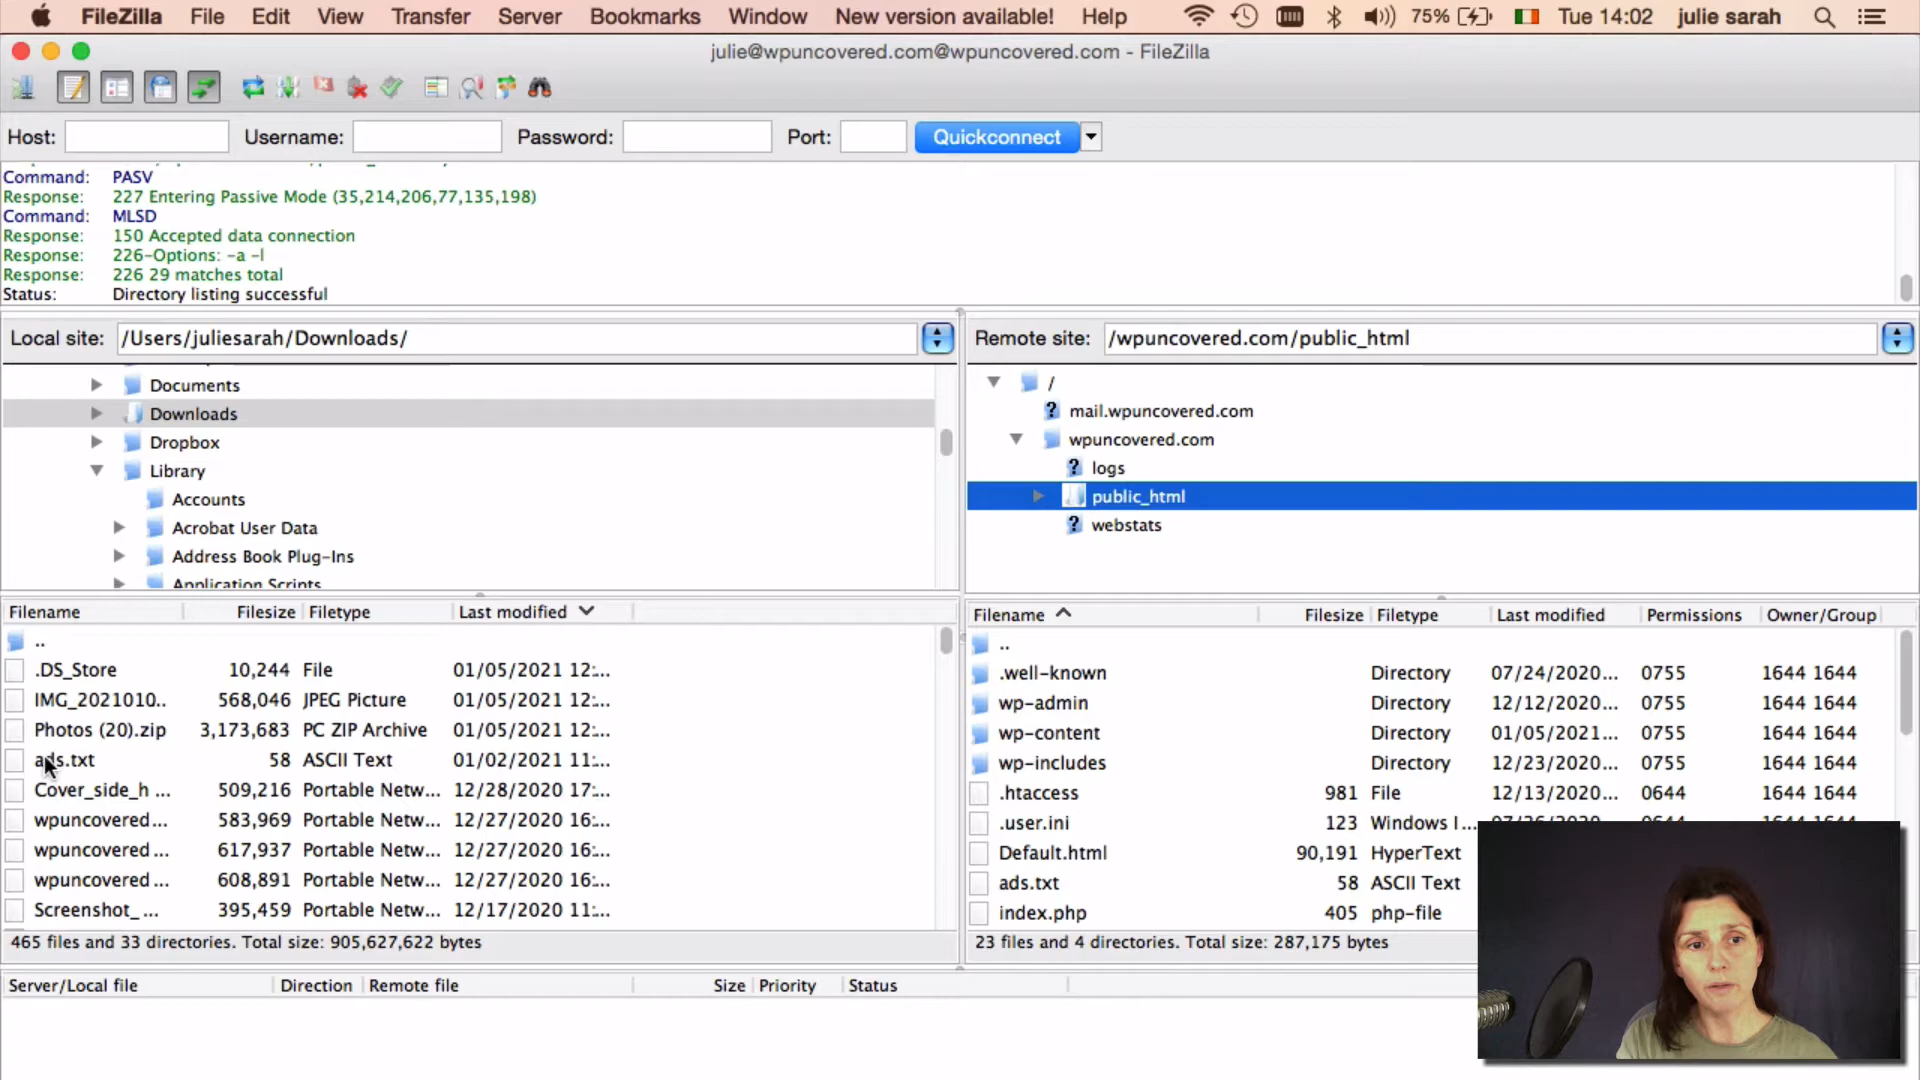 FileZilla File Edit View Transfer Server Bookmarks Window New version available! Help 75% Tue 14:02 julie sarah
julie@wpuncovered.com@wpuncovered.com - FileZilla
Host: Username: Password: Port: Quickconnect
Command: PASV
Response: 227 Entering Passive Mode (35,214,206,77,135,198)
Command: MLSD
Response: 150 Accepted data connection
Response: 226-Options: -a -l
Response: 226 29 matches total
Status: Directory listing successful
Local site: /Users/juliesarah/Downloads/
Documents
Downloads
Dropbox
Library
Accounts
Acrobat User Data
Address Book Plug-Ins
Application Scripts
Remote site: /wpuncovered.com/public_html
/
? mail.wpuncovered.com
wpuncovered.com
? logs
public_html
? webstats
Filename Filesize Filetype Last modified
..
.DS_Store 10,244 File 01/05/2021 12:...
IMG_2021010.. 568,046 JPEG Picture 01/05/2021 12:...
Photos (20).zip 3,173,683 PC ZIP Archive 01/05/2021 12:...
ads.txt 58 ASCII Text 01/02/2021 11:...
Cover_side_h ... 509,216 Portable Netw... 12/28/2020 17:...
wpuncovered... 583,969 Portable Netw... 12/27/2020 16:...
wpuncovered ... 617,937 Portable Netw... 12/27/2020 16:...
wpuncovered ... 608,891 Portable Netw... 12/27/2020 16:...
Screenshot_ ... 395,459 Portable Netw... 12/17/2020 11:...
465 files and 33 directories. Total size: 905,627,622 bytes
Filename Filesize Filetype Last modified Permissions Owner/Group
..
.well-known Directory 07/24/2020... 0755 1644 1644
wp-admin Directory 12/12/2020... 0755 1644 1644
wp-content Directory 01/05/2021... 0755 1644 1644
wp-includes Directory 12/23/2020... 0755 1644 1644
.htaccess 981 File 12/13/2020... 0644 1644 1644
.user.ini 123 Windows I...
Default.html 90,191 HyperText
ads.txt 58 ASCII Text
index.php 405 php-file
23 files and 4 directories. Total size: 287,175 bytes
Server/Local file Direction Remote file Size Priority Status